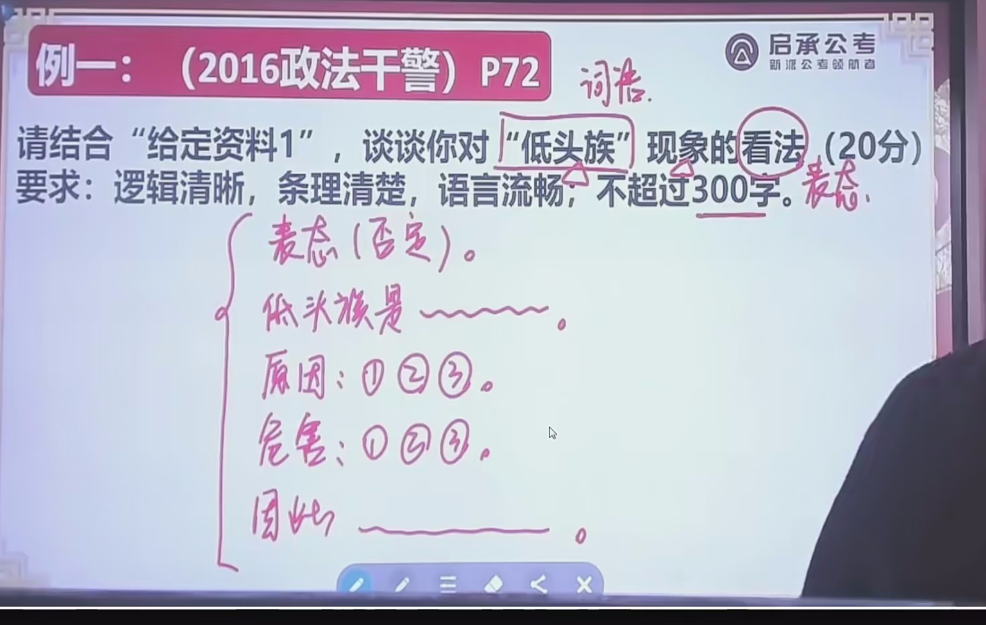 例一：（2016政法干警）P72
启承公考
新派公考领航者
词语.
请结合“给定资料1”，谈谈你对“低头族”现象的看法（20分）
要求：逻辑清晰，条理清楚，语言流畅；不超过300字。表态.
表态(否定)。
低头族是 。
原因：①②③。
危害：①②③。
因此 。